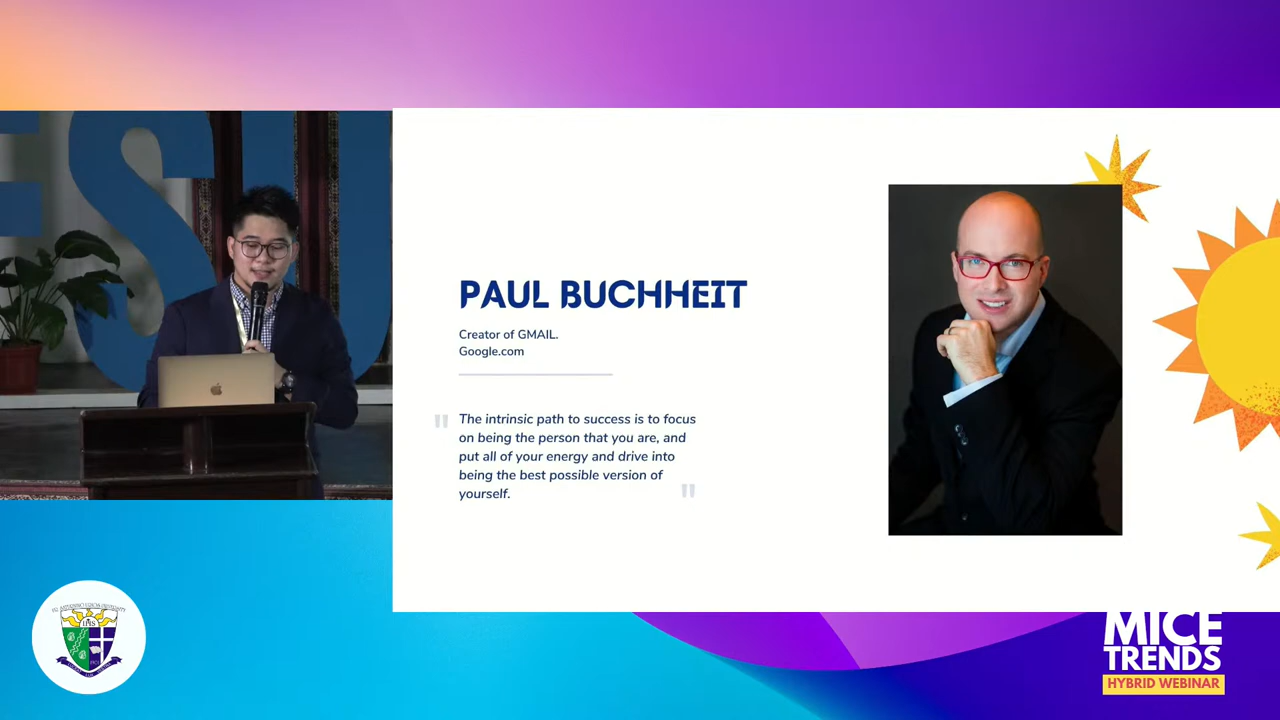 SU
PAUL BUCHHEIT
Creator of GMAIL.
Google.com
"The intrinsic path to success is to focus
on being the person that you are, and
put all of your energy and drive into
being the best possible version of
yourself."
IHS
MICE
TRENDS
HYBRID WEBINAR